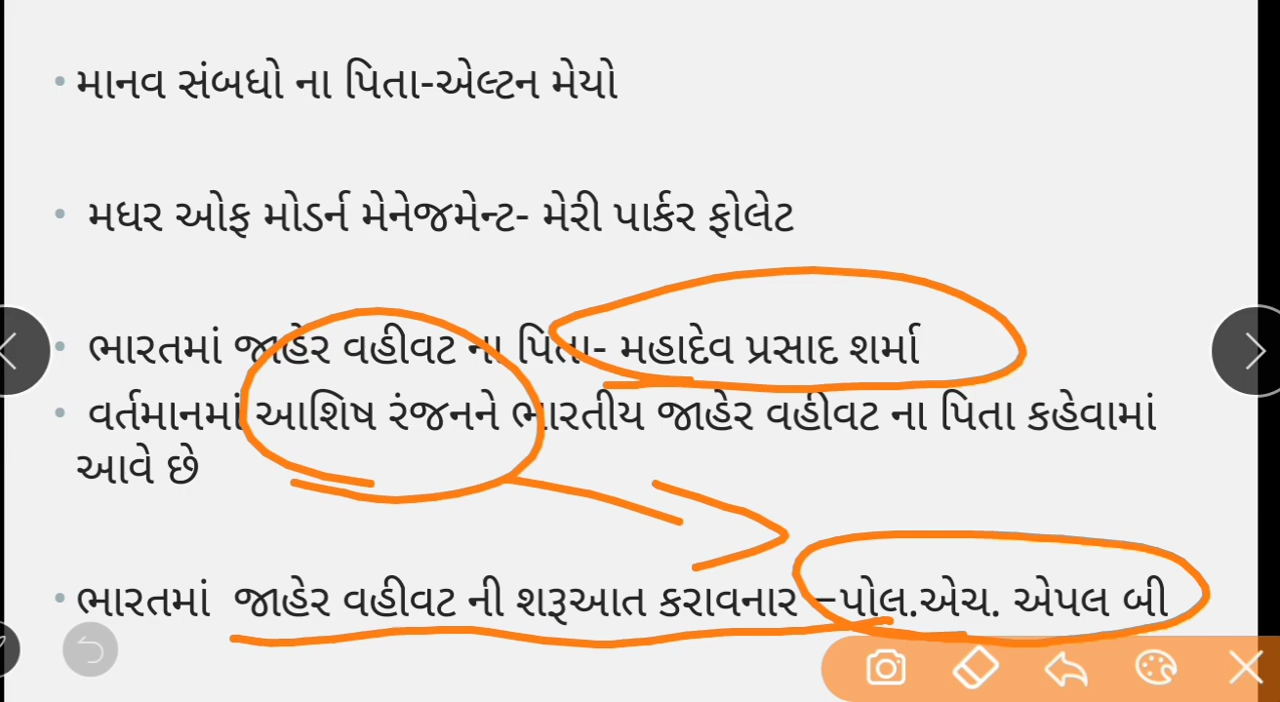 • માનવ સંબધો ના પિતા-એલ્ટન મેયો
• મધર ઓફ મોડર્ન મેનેજમેન્ટ- મેરી પાર્કર ફોલેટ
• ભારતમાં જાહેર વહીવટ ના પિતા- મહાદેવ પ્રસાદ શર્મા
• વર્તમાનમાં આશિષ રંજનને ભારતીય જાહેર વહીવટ ના પિતા કહેવામાં
આવે છે
• ભારતમાં જાહેર વહીવટ ની શરૂઆત કરાવનાર –પોલ.એચ. એપલ બી